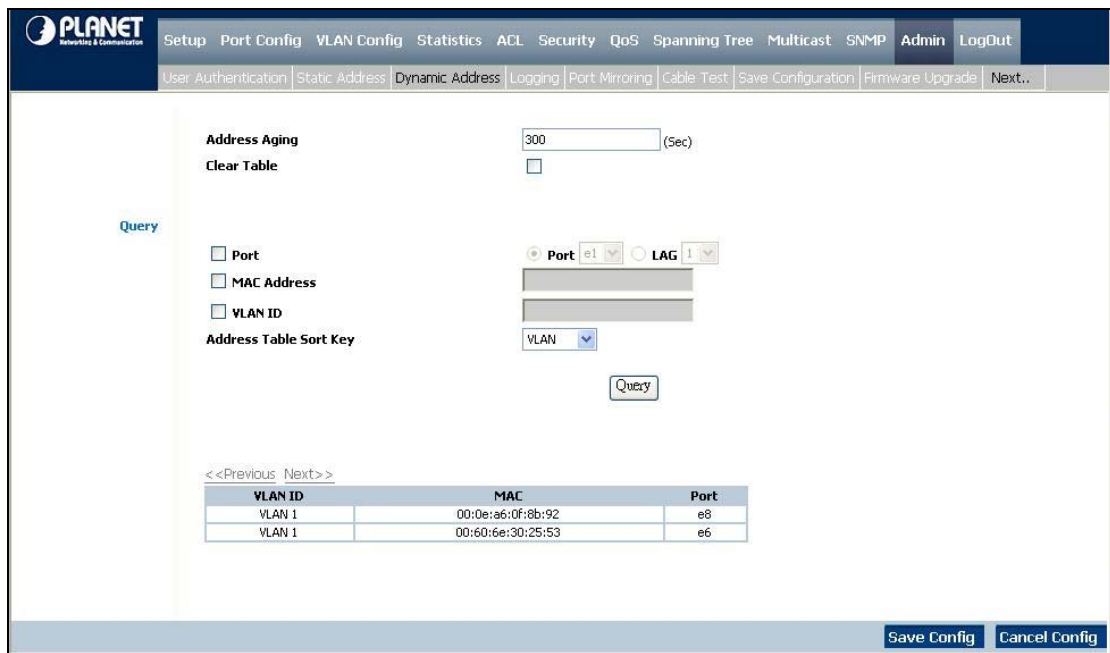 PLANET
Networking & Communication
Setup Port Config VLAN Config Statistics ACL Security QoS Spanning Tree Multicast SNMP Admin LogOut
User Authentication Static Address Dynamic Address Logging Port Mirroring Cable Test Save Configuration Firmware Upgrade Next..
Address Aging 300 (Sec)
Clear Table
Query
Port Port e1 LAG 1
MAC Address
VLAN ID
Address Table Sort Key VLAN
Query
<<Previous Next>>
VLAN ID MAC Port
VLAN 1 00:0e:a6:0f:8b:92 e8
VLAN 1 00:60:6e:30:25:53 e6
Save Config Cancel Config